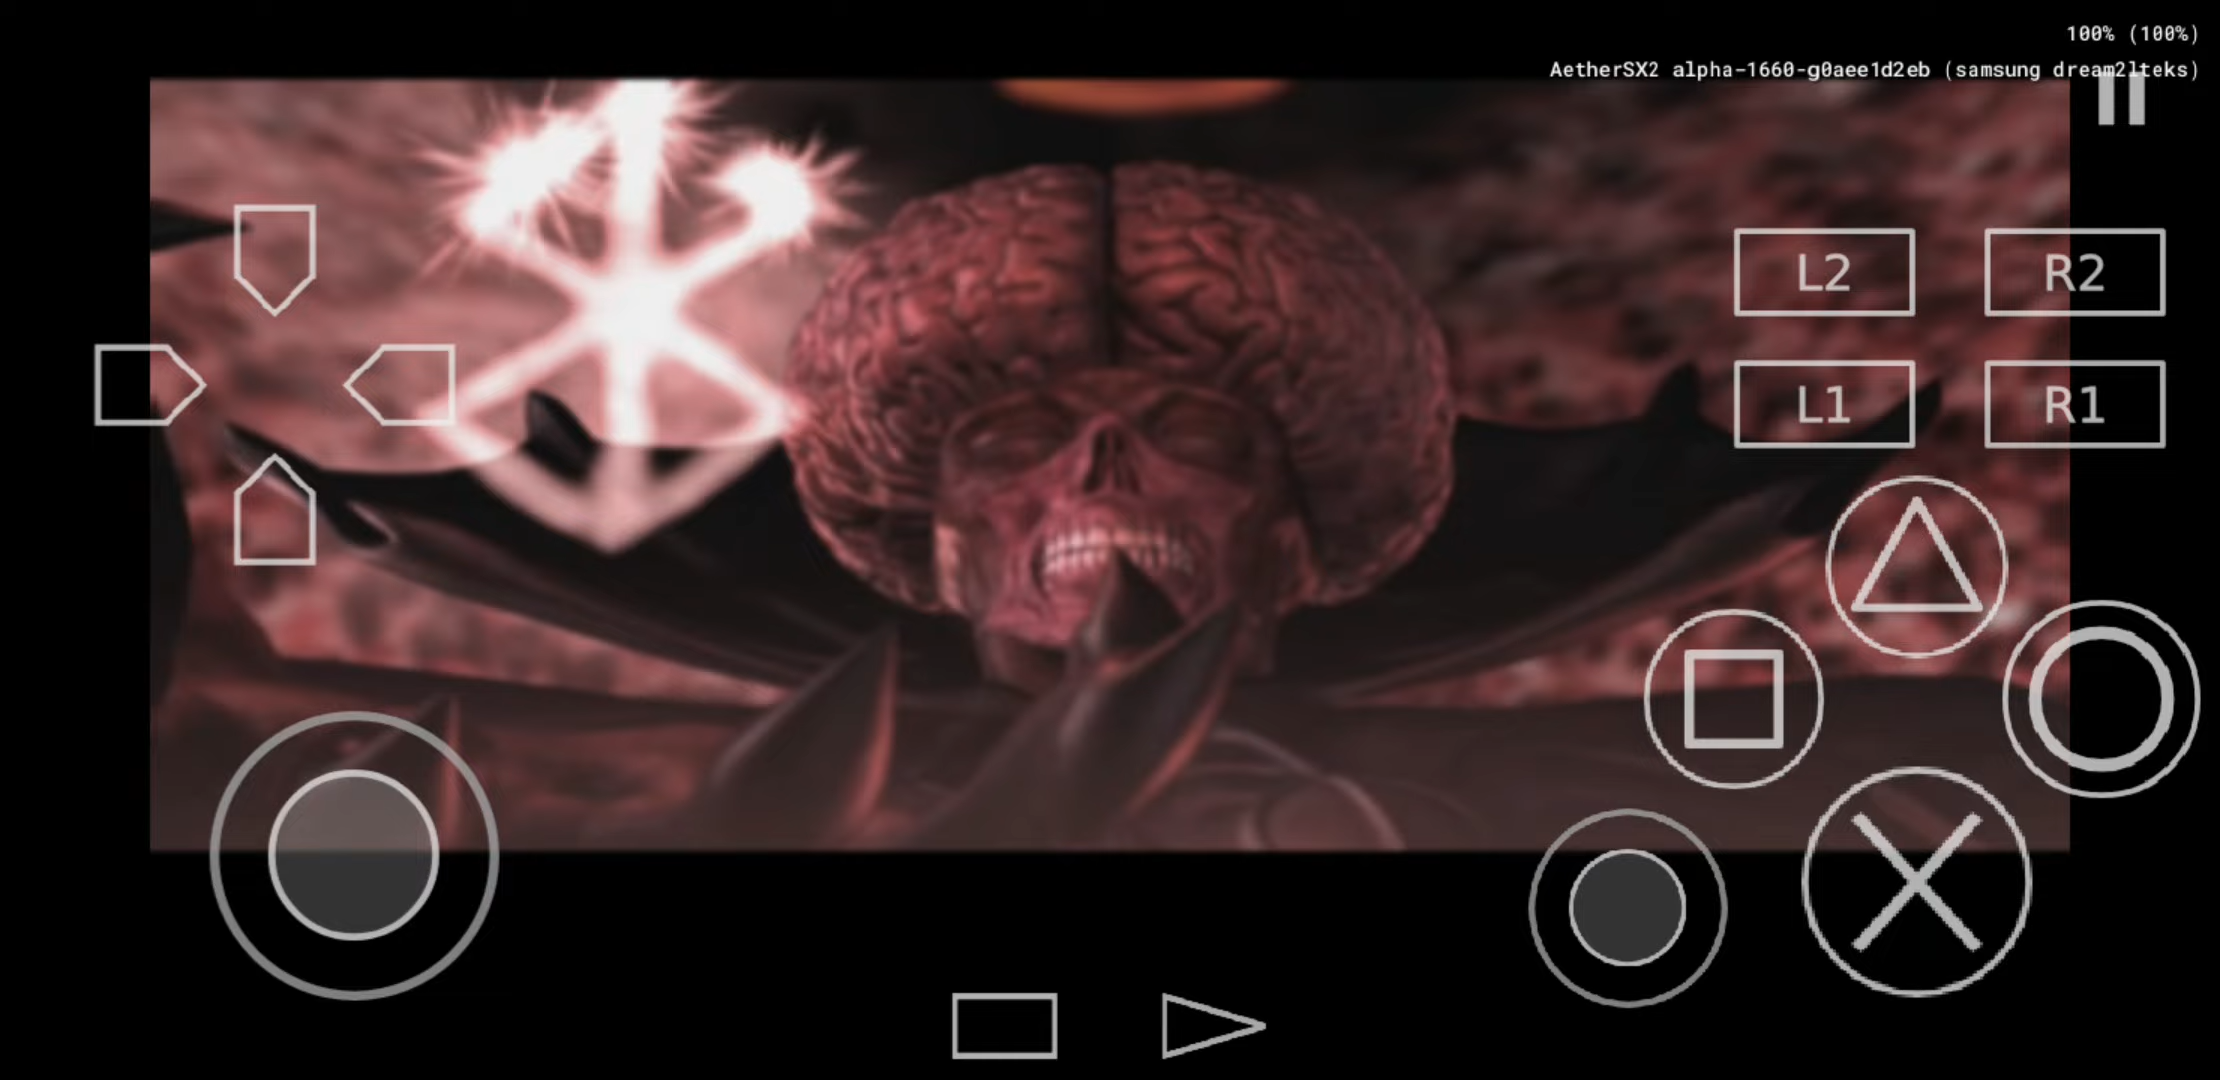 100% (100%)
AetherSX2 alpha-1660-g0aee1d2eb (samsung dream2lteks)
L2 R2
L1 R1